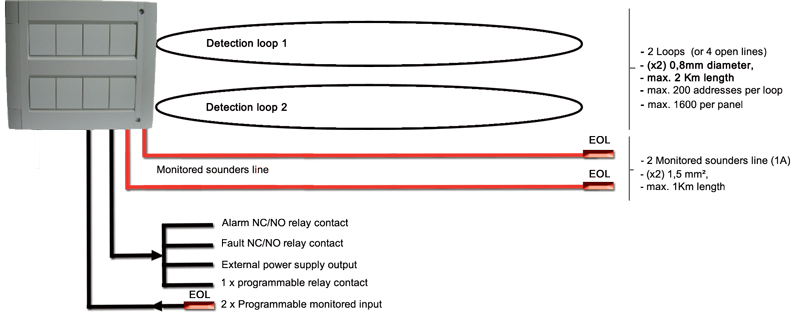 Detection loop 1
Detection loop 2
- 2 Loops  (or 4 open lines)
- (x2) 0,8mm diameter,
- max. 2 Km length
- max. 200 addresses per loop
- max. 1600 per panel
EOL
Monitored sounders line
EOL
- 2 Monitored sounders line (1A)
- (x2) 1,5 mm²,
- max. 1Km length
Alarm NC/NO relay contact
Fault NC/NO relay contact
External power supply output
1 x programmable relay contact
EOL
2 x Programmable monitored input